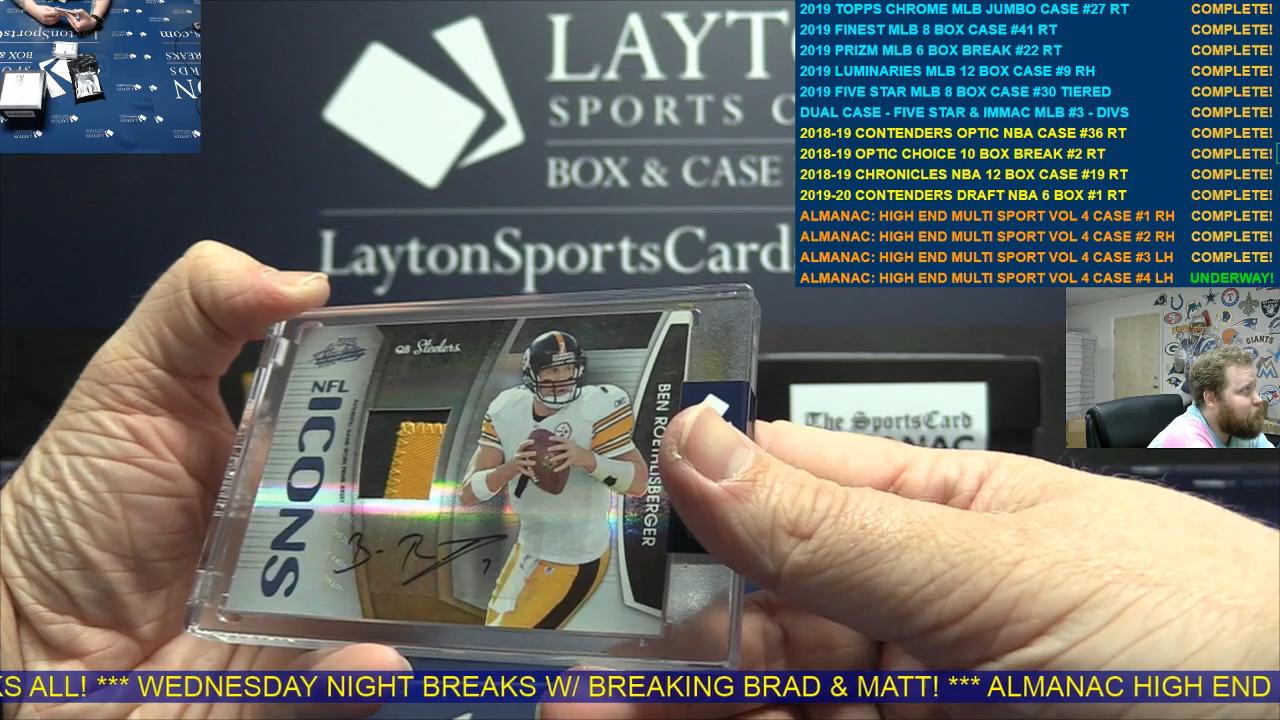 LAYT
SPORTS C
BOX & CASE
LaytonSportsCard
2019 TOPPS CHROME MLB JUMBO CASE #27 RT COMPLETE!
2019 FINEST MLB 8 BOX CASE #41 RT COMPLETE!
2019 PRIZM MLB 6 BOX BREAK #22 RT COMPLETE!
2019 LUMINARIES MLB 12 BOX CASE #9 RH COMPLETE!
2019 FIVE STAR MLB 8 BOX CASE #30 TIERED COMPLETE!
DUAL CASE - FIVE STAR & IMMAC MLB #3 - DIVS COMPLETE!
2018-19 CONTENDERS OPTIC NBA CASE #36 RT COMPLETE!
2018-19 OPTIC CHOICE 10 BOX BREAK #2 RT COMPLETE!
2018-19 CHRONICLES NBA 12 BOX CASE #19 RT COMPLETE!
2019-20 CONTENDERS DRAFT NBA 6 BOX #1 RT COMPLETE!
ALMANAC: HIGH END MULTI SPORT VOL 4 CASE #1 RH COMPLETE!
ALMANAC: HIGH END MULTI SPORT VOL 4 CASE #2 RH COMPLETE!
ALMANAC: HIGH END MULTI SPORT VOL 4 CASE #3 LH COMPLETE!
ALMANAC: HIGH END MULTI SPORT VOL 4 CASE #4 LH UNDERWAY!
QB Steelers
NFL
ICONS
BEN ROETHLISBERGER
The SportsCard
GIANTS
KS ALL! *** WEDNESDAY NIGHT BREAKS W/ BREAKING BRAD & MATT! *** ALMANAC HIGH END